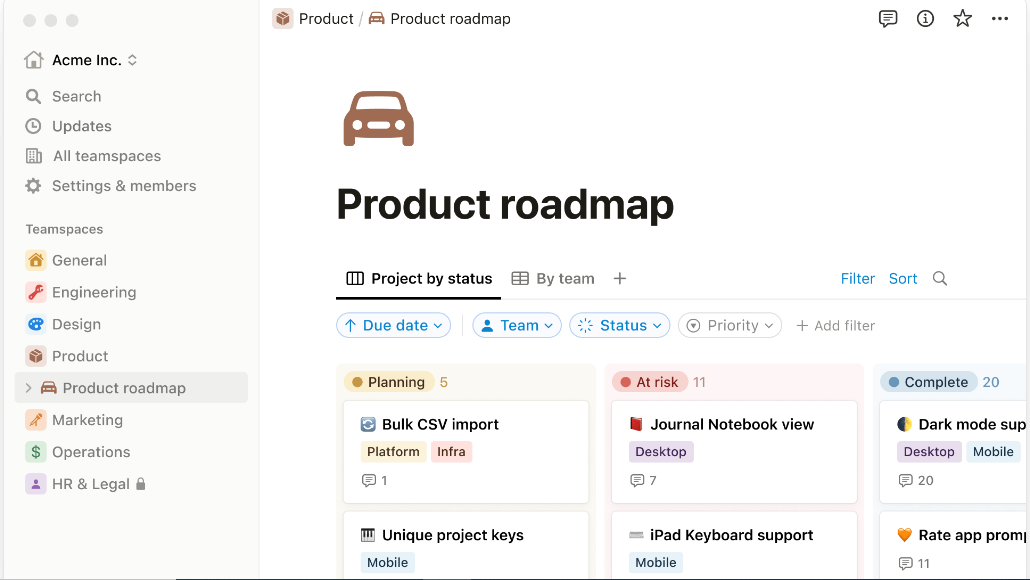 Product / Product roadmap
Acme Inc.
Search
Updates
All teamspaces
Settings & members
Teamspaces
General
Engineering
Design
Product
Product roadmap
Marketing
Operations
HR & Legal
Product roadmap
Project by status By team +
Filter Sort
Due date Team Status Priority + Add filter
Planning 5
Bulk CSV import
Platform Infra
1
Unique project keys
Mobile
At risk 11
Journal Notebook view
Desktop
7
iPad Keyboard support
Mobile
Complete 20
Dark mode sup
Desktop Mobile
20
Rate app promp
11